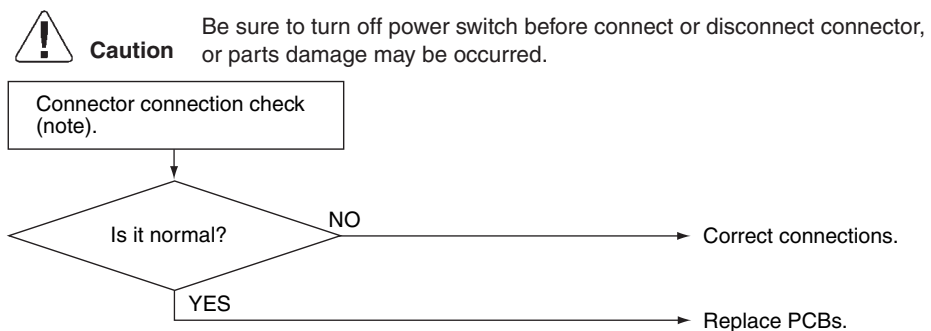 Be sure to turn off power switch before connect or disconnect connector,
Caution or parts damage may be occurred.
Connector connection check
(note).
Is it normal?
NO
Correct connections.
YES
Replace PCBs.